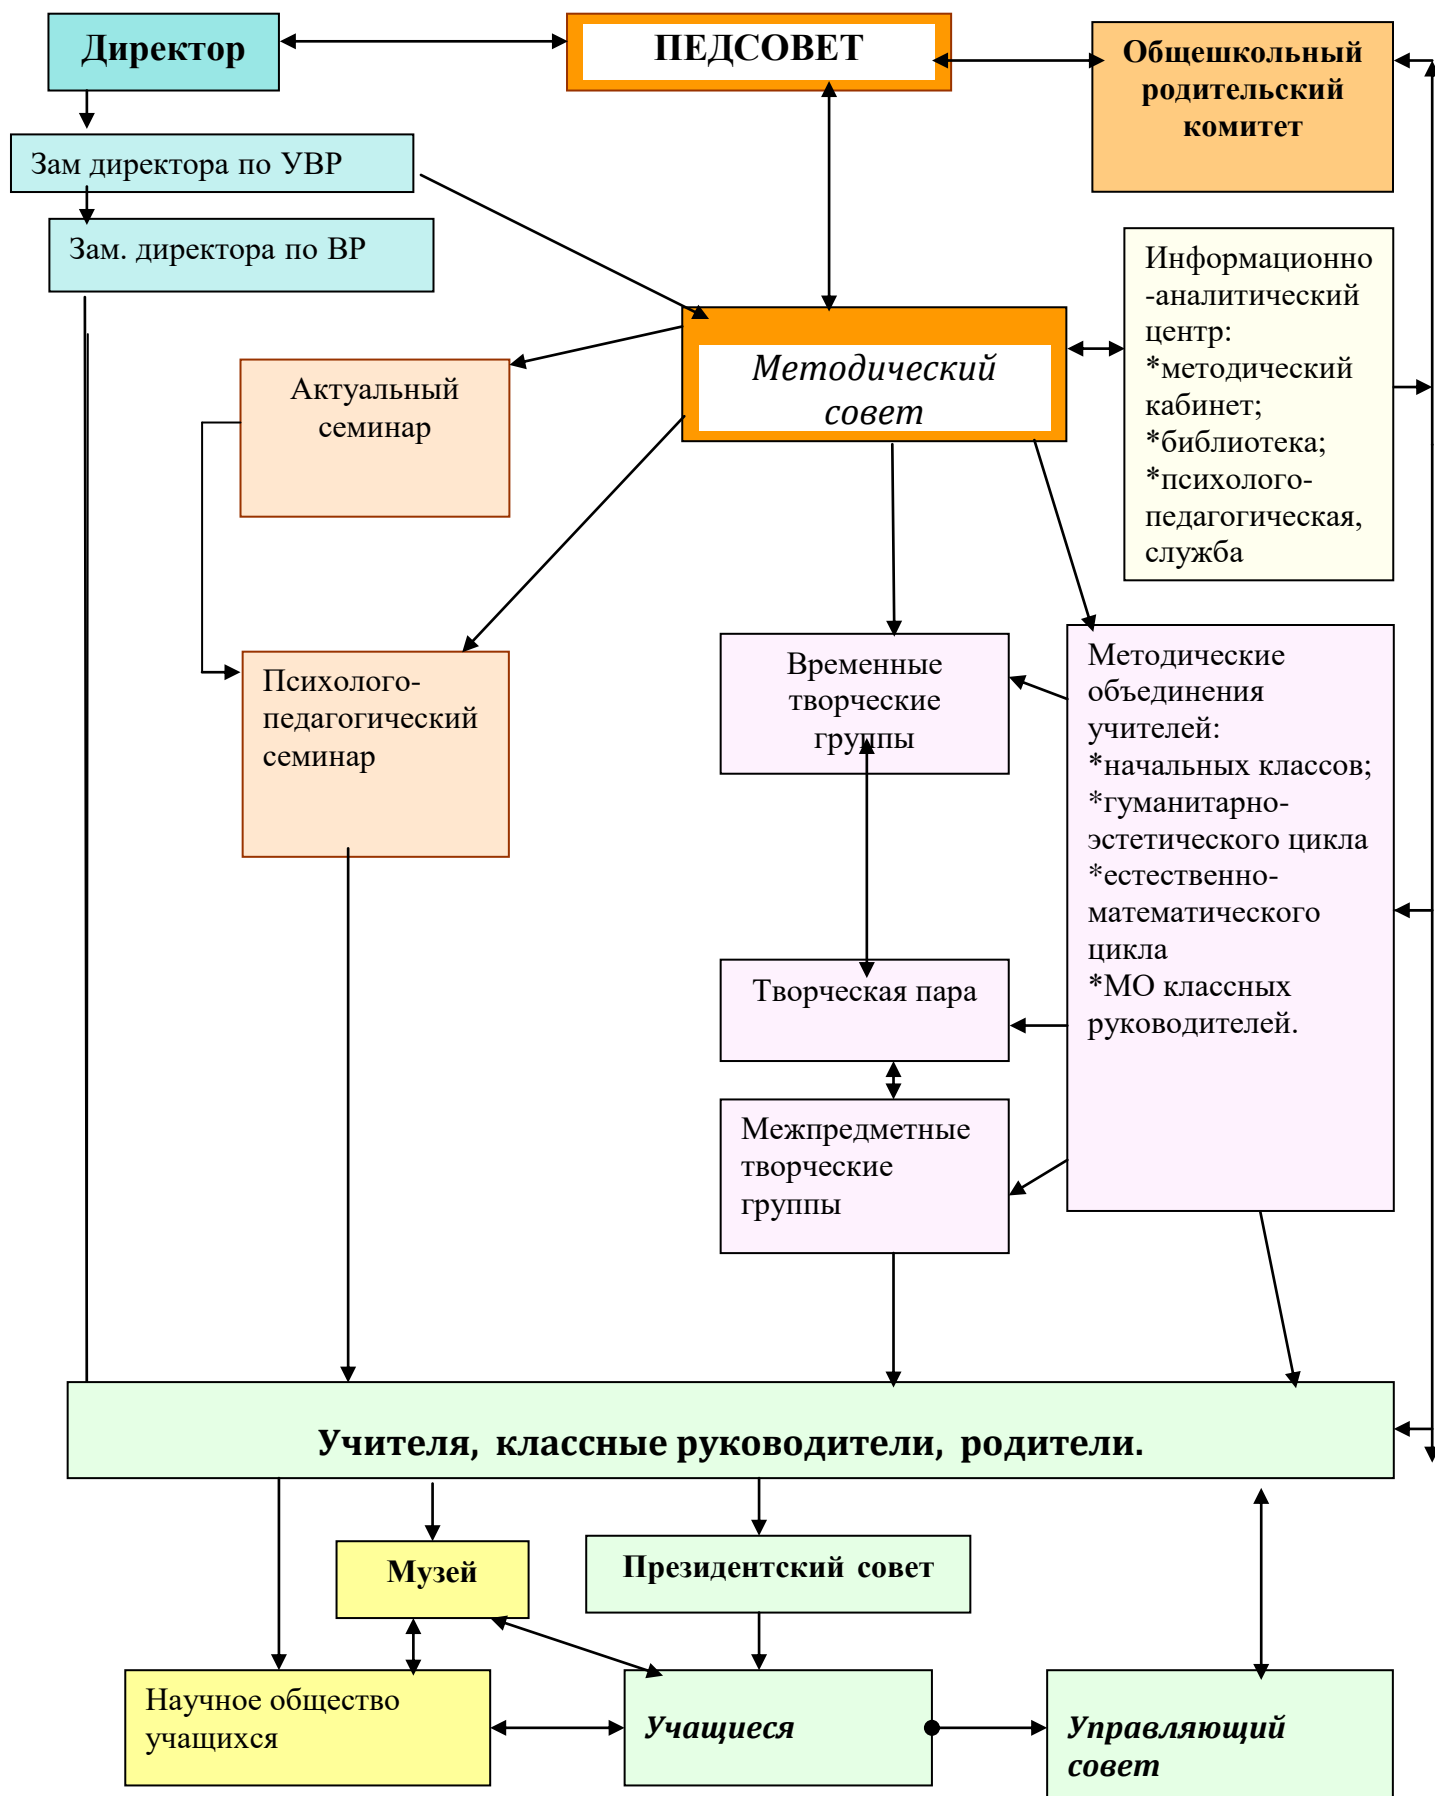 Директор
ПЕДСОВЕТ
Общешкольный
родительский
комитет
Зам директора по УВР
Зам. директора по ВР
Информационно
-аналитический
центр:
*методический
кабинет;
*библиотека;
*психолого-
педагогическая,
служба
Методический
совет
Актуальный
семинар
Психолого-
педагогический
семинар
Временные
творческие
группы
Методические
объединения
учителей:
*начальных классов;
*гуманитарно-
эстетического цикла
*естественно-
математического
цикла
*МО классных
руководителей.
Творческая пара
Межпредметные
творческие
группы
Учителя, классные руководители, родители.
Музей
Президентский совет
Научное общество
учащихся
Учащиеся
Управляющий
совет